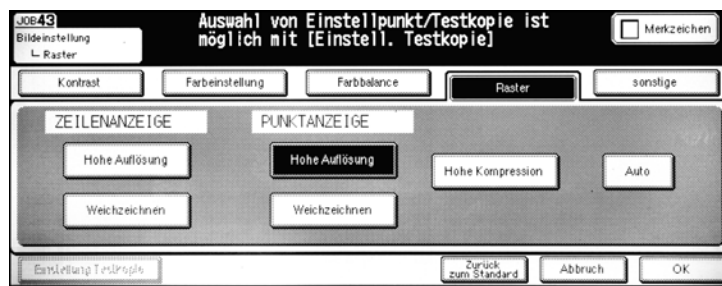 JOB43
Auswahl von Einstellpunkt/Testkopie ist
möglich mit [Einstell. Testkopie]
Bildeinstellung
Raster
Merkzeichen
Kontrast
Farbeinstellung
Farbbalance
Raster
sonstige
ZEILENANZEIGE
PUNKTANZEIGE
Hohe Auflösung
Hohe Auflösung
Hohe Kompression
Auto
Weichzeichnen
Weichzeichnen
Einstellung Testkopie
Zurück
zum Standard
Abbruch
OK